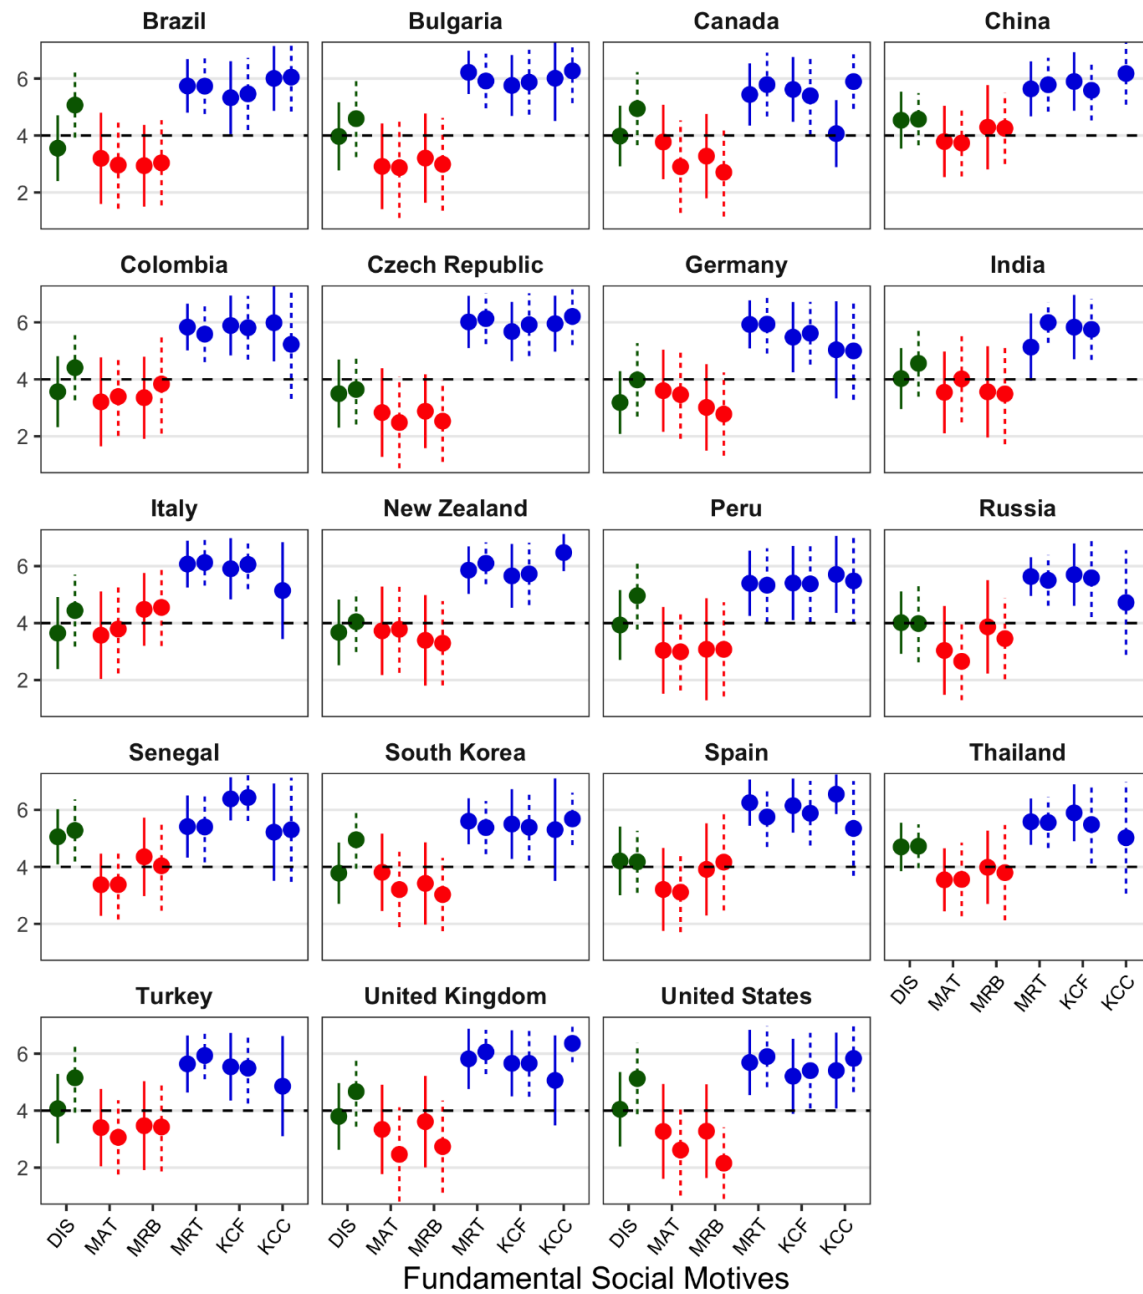 Brazil Bulgaria Canada China
6
4
2
Colombia Czech Republic Germany India
6
4
2
Italy New Zealand Peru Russia
6
4
2
Senegal South Korea Spain Thailand
6
4
2
DIS MAT MRB MRT KCF KCC
Turkey United Kingdom United States
6
4
2
DIS MAT MRB MRT KCF KCC DIS MAT MRB MRT KCF KCC DIS MAT MRB MRT KCF KCC
Fundamental Social Motives